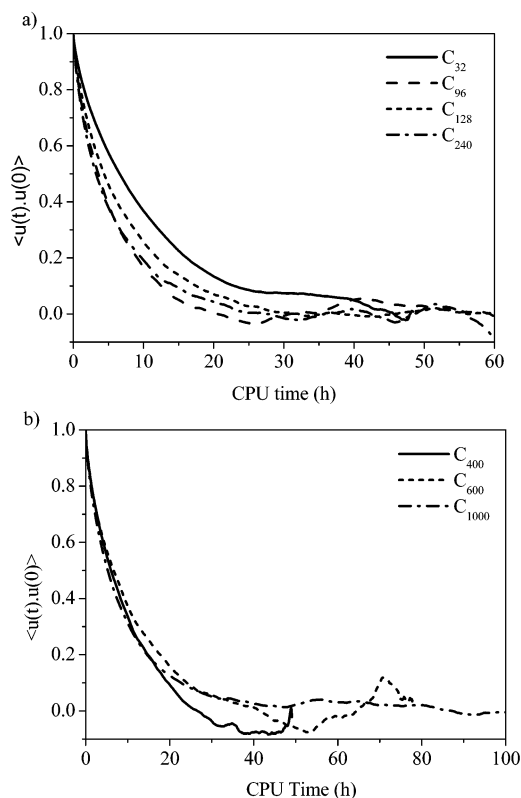 a)
1.0
0.8
0.6
0.4
0.2
0.0
<u(t).u(0)>
C32
C96
C128
C240
0 10 20 30 40 50 60
CPU time (h)
b)
1.0
0.8
0.6
0.4
0.2
0.0
<u(t).u(0)>
C400
C600
C1000
0 20 40 60 80 100
CPU Time (h)